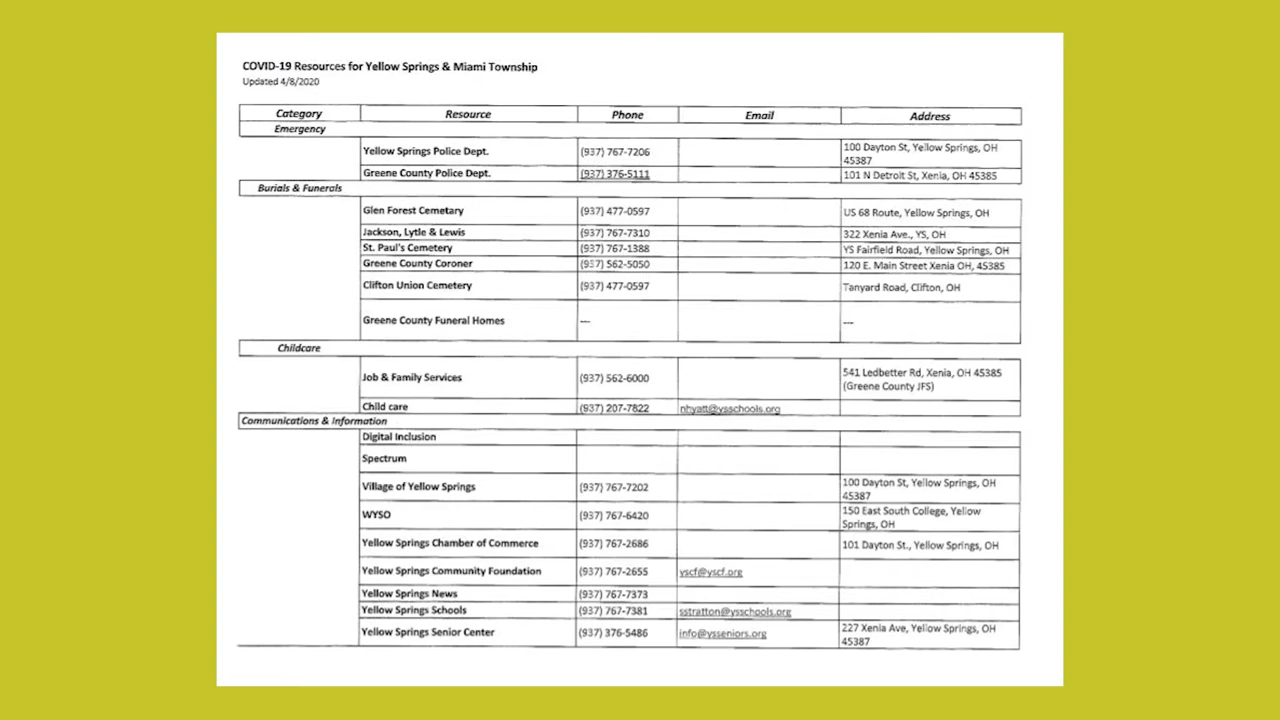 COVID-19 Resources for Yellow Springs & Miami Township
Updated 4/8/2020
Category Resource Phone Email Address
Emergency
Yellow Springs Police Dept. (937) 767-7206 100 Dayton St, Yellow Springs, OH
45387
Greene County Police Dept. (937) 376-5111 101 N Detroit St, Xenia, OH 45385
Burials & Funerals
Glen Forest Cemetary (937) 477-0597 US 68 Route, Yellow Springs, OH
Jackson, Lytle & Lewis (937) 767-7310 322 Xenia Ave., YS, OH
St. Paul's Cemetery (937) 767-1388 YS Fairfield Road, Yellow Springs, OH
Greene County Coroner (937) 562-5050 120 E. Main Street Xenia OH, 45385
Clifton Union Cemetery (937) 477-0597 Tanyard Road, Clifton, OH
Greene County Funeral Homes --- ---
Childcare
Job & Family Services (937) 562-6000 541 Ledbetter Rd, Xenia, OH 45385
(Greene County JFS)
Child care (937) 207-7822 nhyatt@ysschools.org
Communications & Information
Digital Inclusion
Spectrum
Village of Yellow Springs (937) 767-7202 100 Dayton St, Yellow Springs, OH
45387
WYSO (937) 767-6420 150 East South College, Yellow
Springs, OH
Yellow Springs Chamber of Commerce (937) 767-2686 101 Dayton St., Yellow Springs, OH
Yellow Springs Community Foundation (937) 767-2655 yscf@yscf.org
Yellow Springs News (937) 767-7373
Yellow Springs Schools (937) 767-7381 sstratton@ysschools.org
Yellow Springs Senior Center (937) 376-5486 info@ysseniors.org 227 Xenia Ave, Yellow Springs, OH
45387